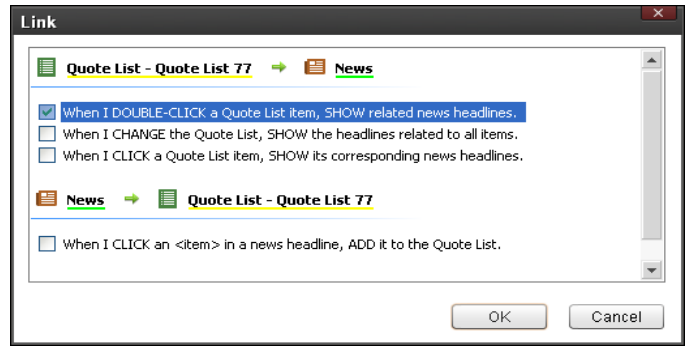 Link
Quote List - Quote List 77 News
When I DOUBLE-CLICK a Quote List item, SHOW related news headlines.
When I CHANGE the Quote List, SHOW the headlines related to all items.
When I CLICK a Quote List item, SHOW its corresponding news headlines.
News Quote List - Quote List 77
When I CLICK an <item> in a news headline, ADD it to the Quote List.
OK Cancel